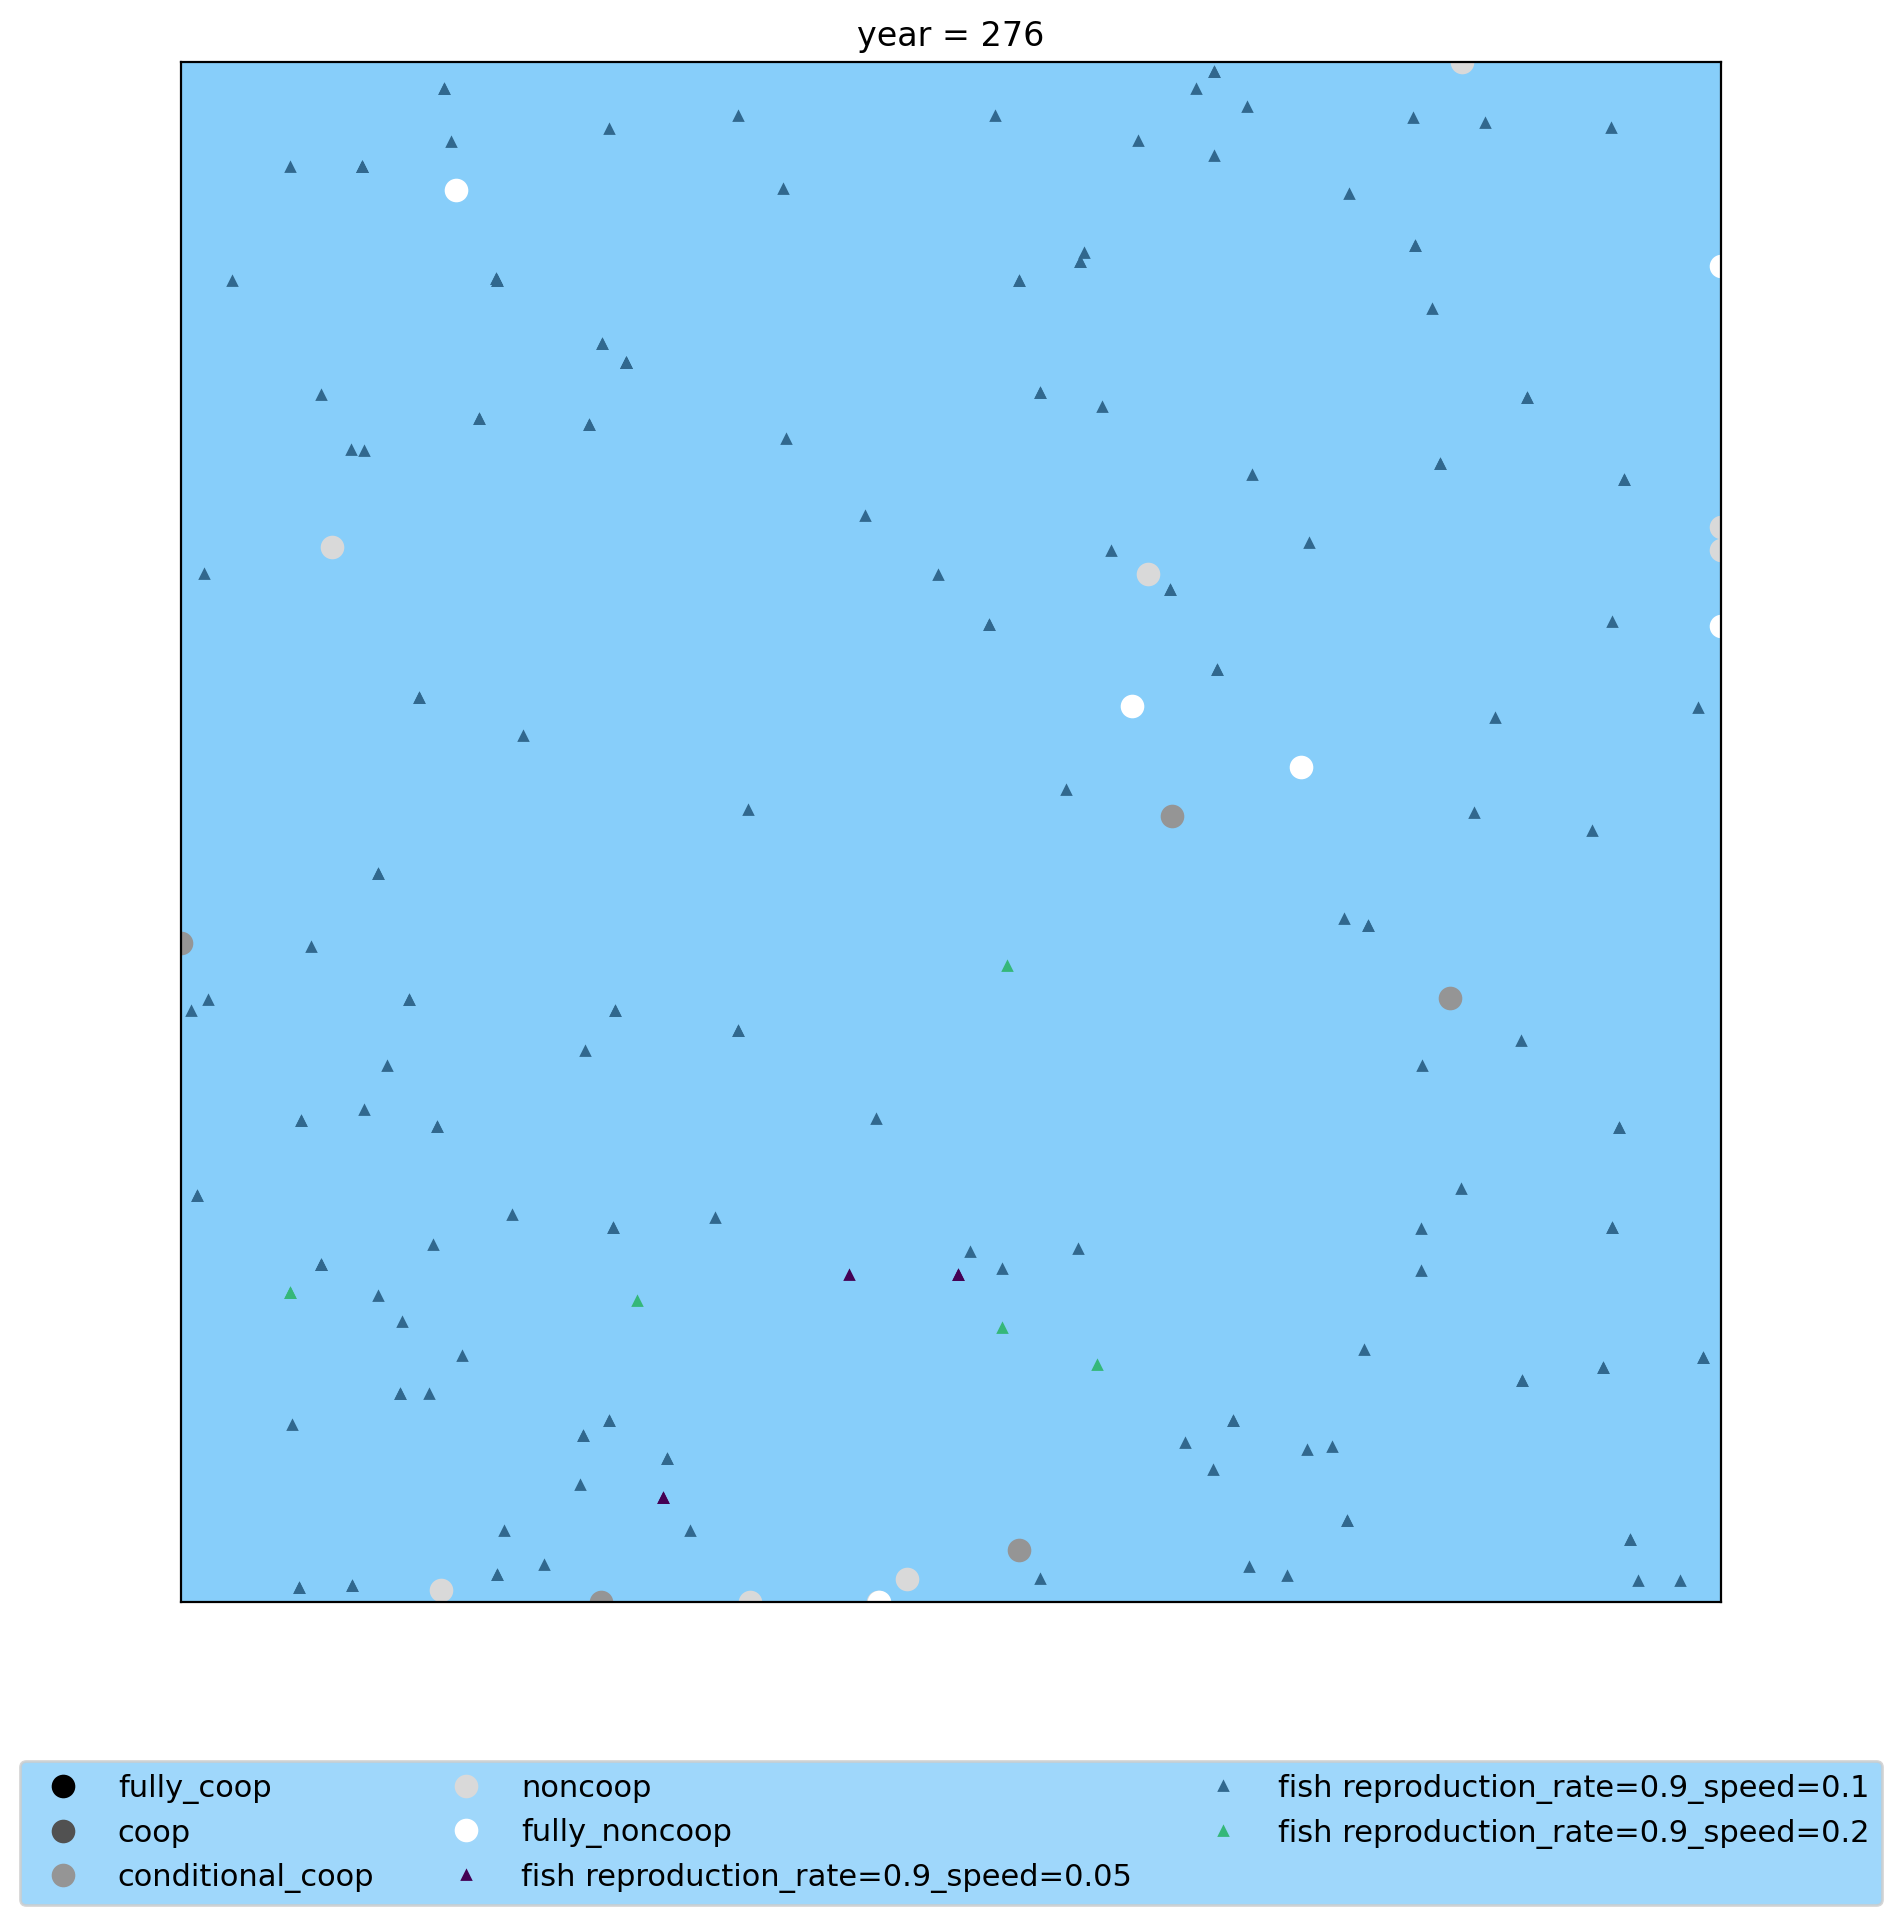 year = 276
fully_coop
coop
conditional_coop
noncoop
fully_noncoop
fish reproduction_rate=0.9_speed=0.05
fish reproduction_rate=0.9_speed=0.1
fish reproduction_rate=0.9_speed=0.2